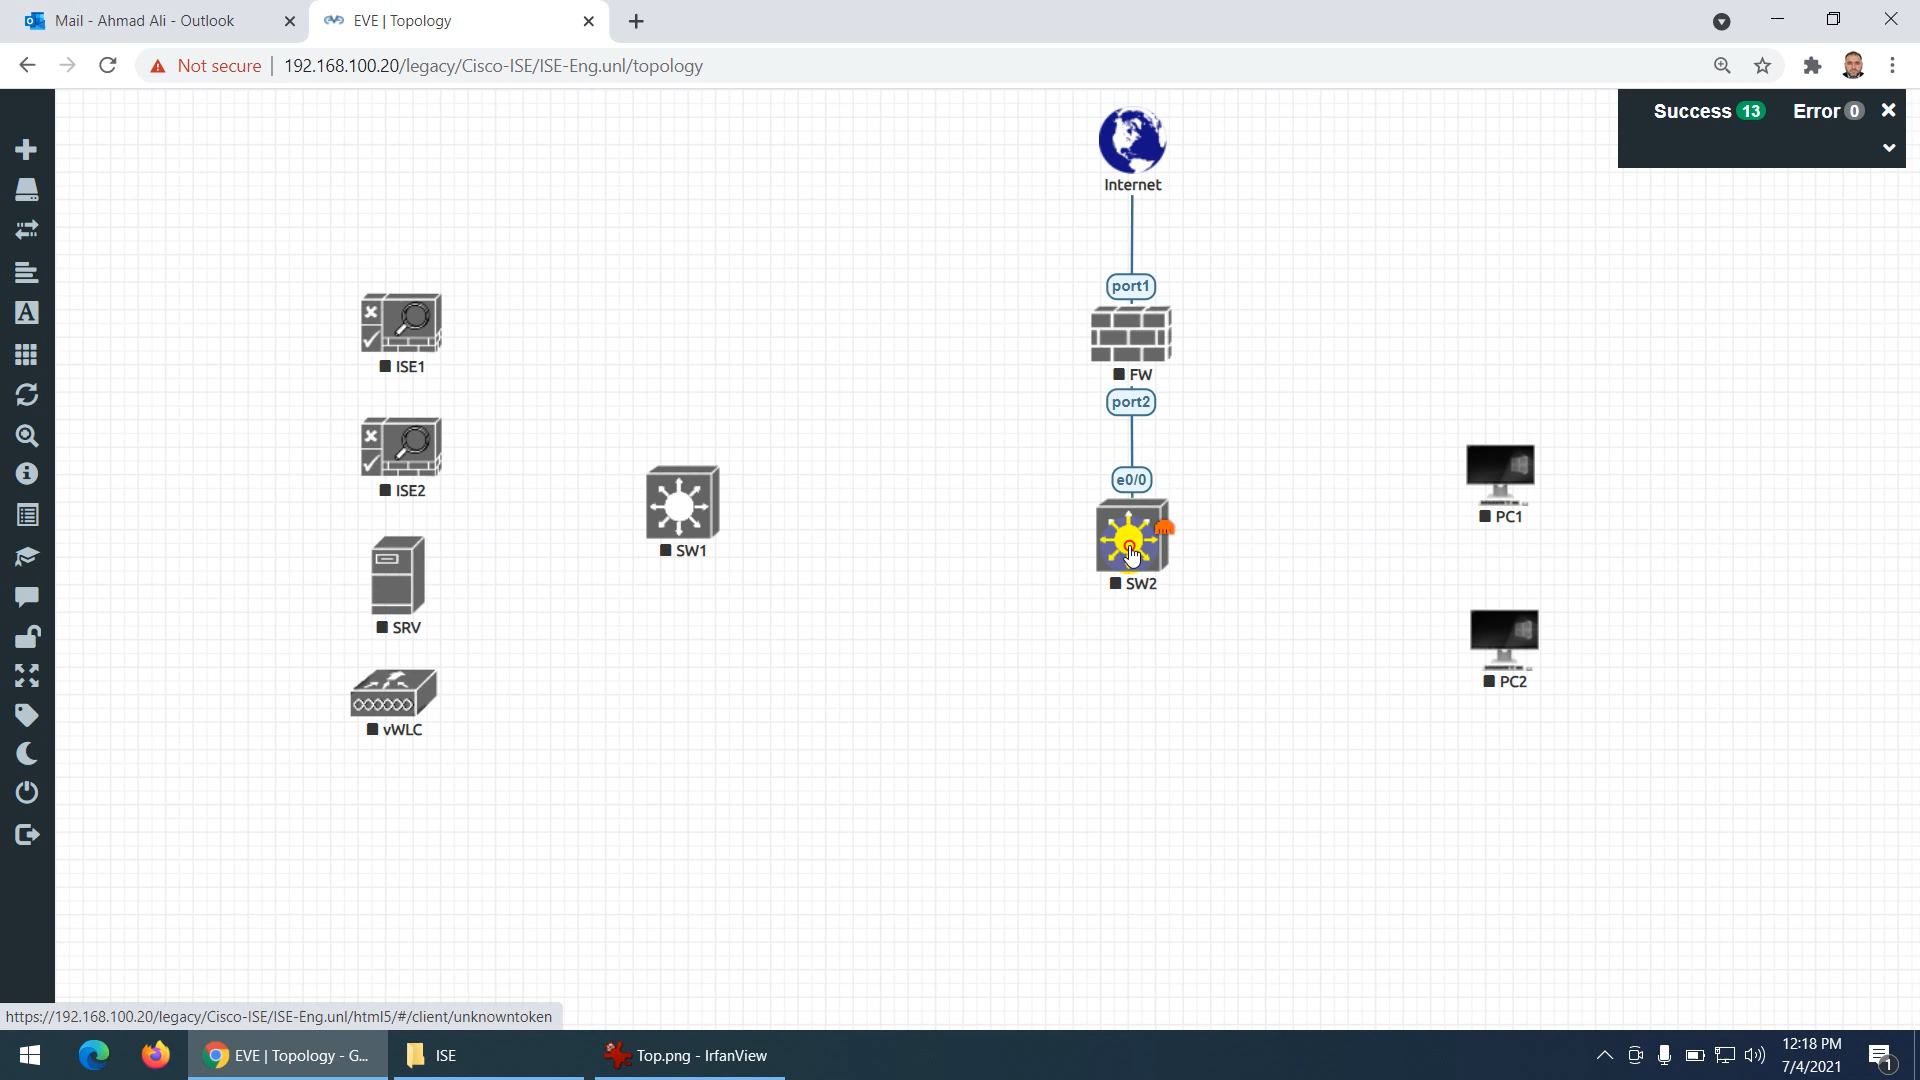 Mail - Ahmad Ali - Outlook
EVE | Topology
Not secure
192.168.100.20/legacy/Cisco-ISE/ISE-Eng.unl/topology
Success 13
Error 0
Internet
port1
FW
port2
e0/0
SW2
ISE1
ISE2
SRV
vWLC
SW1
PC1
PC2
https://192.168.100.20/legacy/Cisco-ISE/ISE-Eng.unl/html5/#/client/unknowntoken
EVE | Topology - G...
ISE
Top.png - IrfanView
12:18 PM
7/4/2021
1